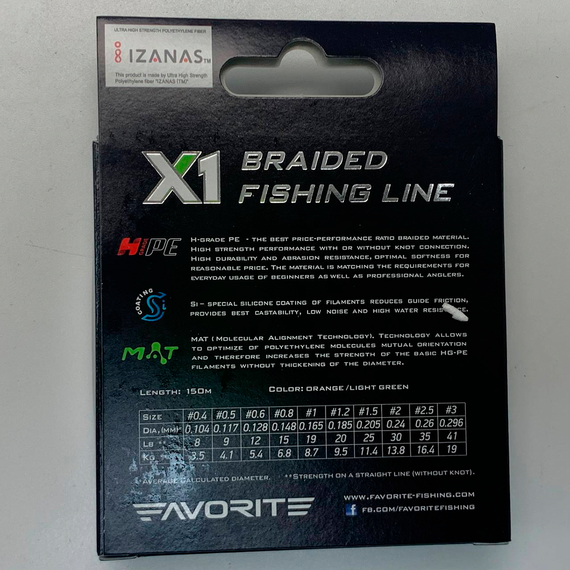 ULTRA HIGH STRENGTH POLYETHYLENE FIBER
IZANAS™
This product is made by Ultra High Strength
Polyethylene fiber "IZANAS (TM)".
X1 BRAIDED
FISHING LINE
H GRADE PE
H-GRADE PE - THE BEST PRICE-PERFORMANCE RATIO BRAIDED MATERIAL.
HIGH STRENGTH PERFORMANCE WITH OR WITHOUT KNOT CONNECTION.
HIGH DURABILITY AND ABRASION RESISTANCE, OPTIMAL SOFTNESS FOR
REASONABLE PRICE. THE MATERIAL IS MATCHING THE REQUIREMENTS FOR
EVERYDAY USAGE OF BEGINNERS AS WELL AS PROFESSIONAL ANGLERS.
COATING Si
SI - SPECIAL SILICONE COATING OF FILAMENTS REDUCES GUIDE FRICTION,
PROVIDES BEST CASTABILITY, LOW NOISE AND HIGH WATER
MAT
MAT (MOLECULAR ALIGNMENT TECHNOLOGY). TECHNOLOGY ALLOWS
TO OPTIMIZE OF POLYETHYLENE MOLECULES MUTUAL ORIENTATION
AND THEREFORE INCREASES THE STRENGTH OF THE BASIC HG-PE
FILAMENTS WITHOUT THICKENING OF THE DIAMETER.
LENGTH: 150M COLOR: ORANGE/LIGHT GREEN
SIZE #0.4 #0.5 #0.6 #0.8 #1 #1.2 #1.5 #2 #2.5 #3
DIA.(MM)* 0.104 0.117 0.128 0.148 0.165 0.185 0.205 0.24 0.26 0.296
LB ** 8 9 12 15 19 20 25 30 35 41
KG ** 3.5 4.1 5.4 6.8 8.7 9.5 11.4 13.8 16.4 19
*AVERAGE CALCULATED DIAMETER. **STRENGTH ON A STRAIGHT LINE (WITHOUT KNOT).
FAVORITE
WWW.FAVORITE-FISHING.COM
f FB.COM/FAVORITEFISHING